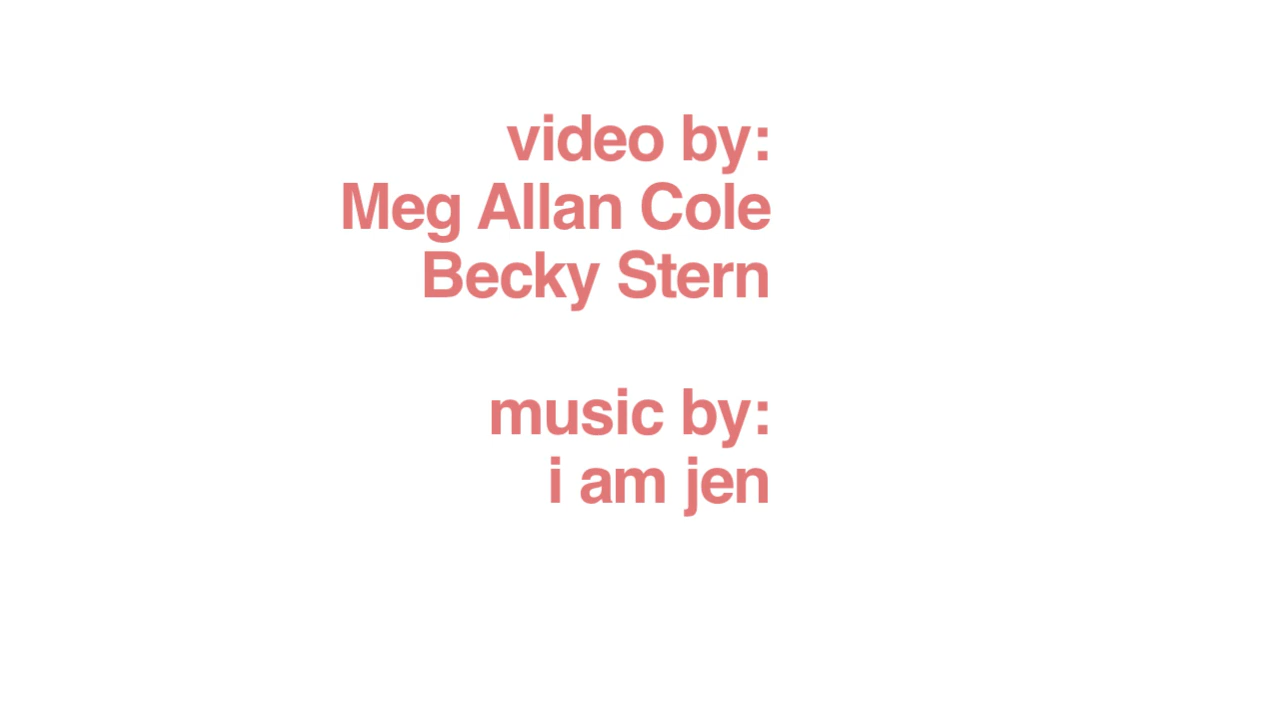 video by:
Meg Allan Cole
Becky Stern
music by:
i am jen